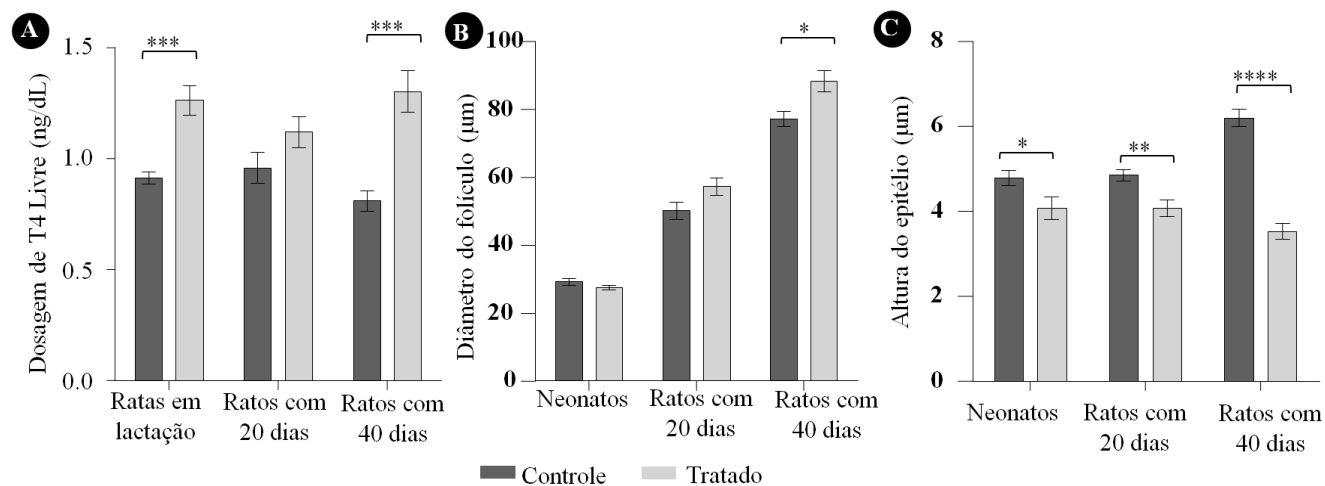 A
Dosagem de T4 Livre (ng/dL)
1.5
1.0
0.5
0.0
***
***
Ratas em
lactação
Ratos com
20 dias
Ratos com
40 dias
B
Diâmetro do folículo (µm)
100
80
60
40
20
0
*
Neonatos
Ratos com
20 dias
Ratos com
40 dias
C
Altura do epitélio (µm)
8
6
4
2
0
*
**
****
Neonatos
Ratos com
20 dias
Ratos com
40 dias
Controle
Tratado